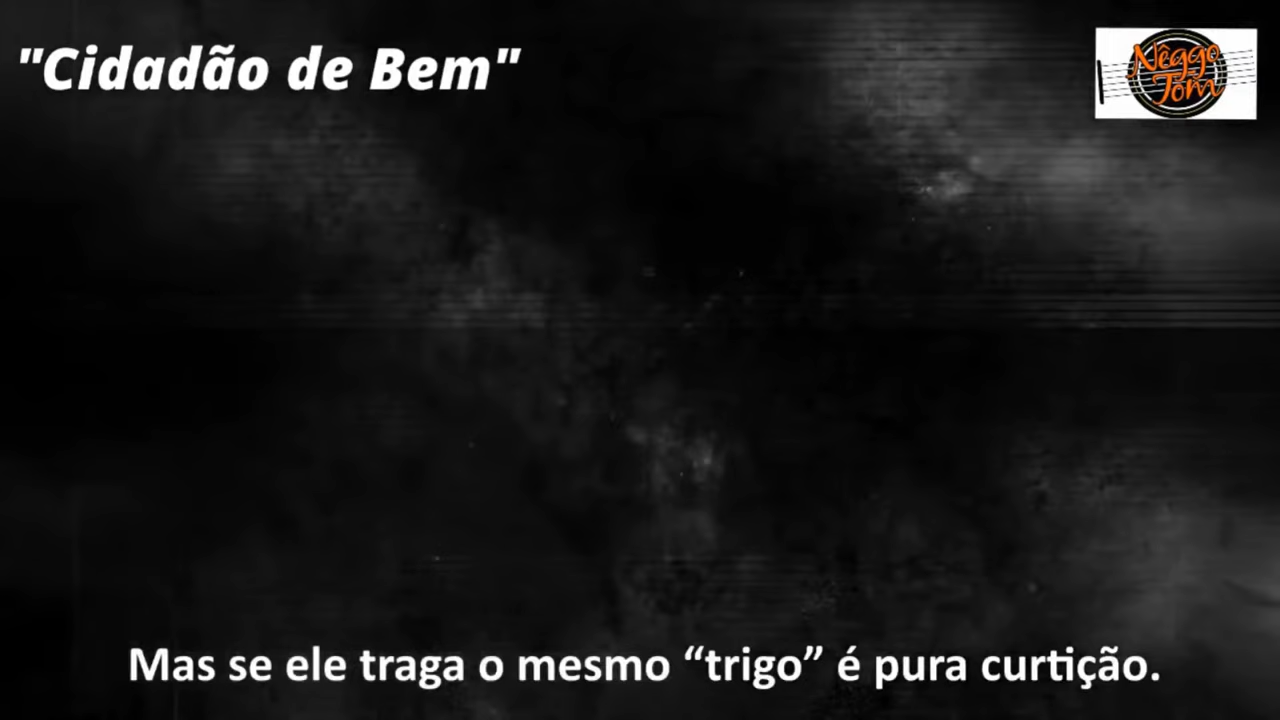 "Cidadão de Bem"
Nêggo
Tom
Mas se ele traga o mesmo “trigo” é pura curtição.